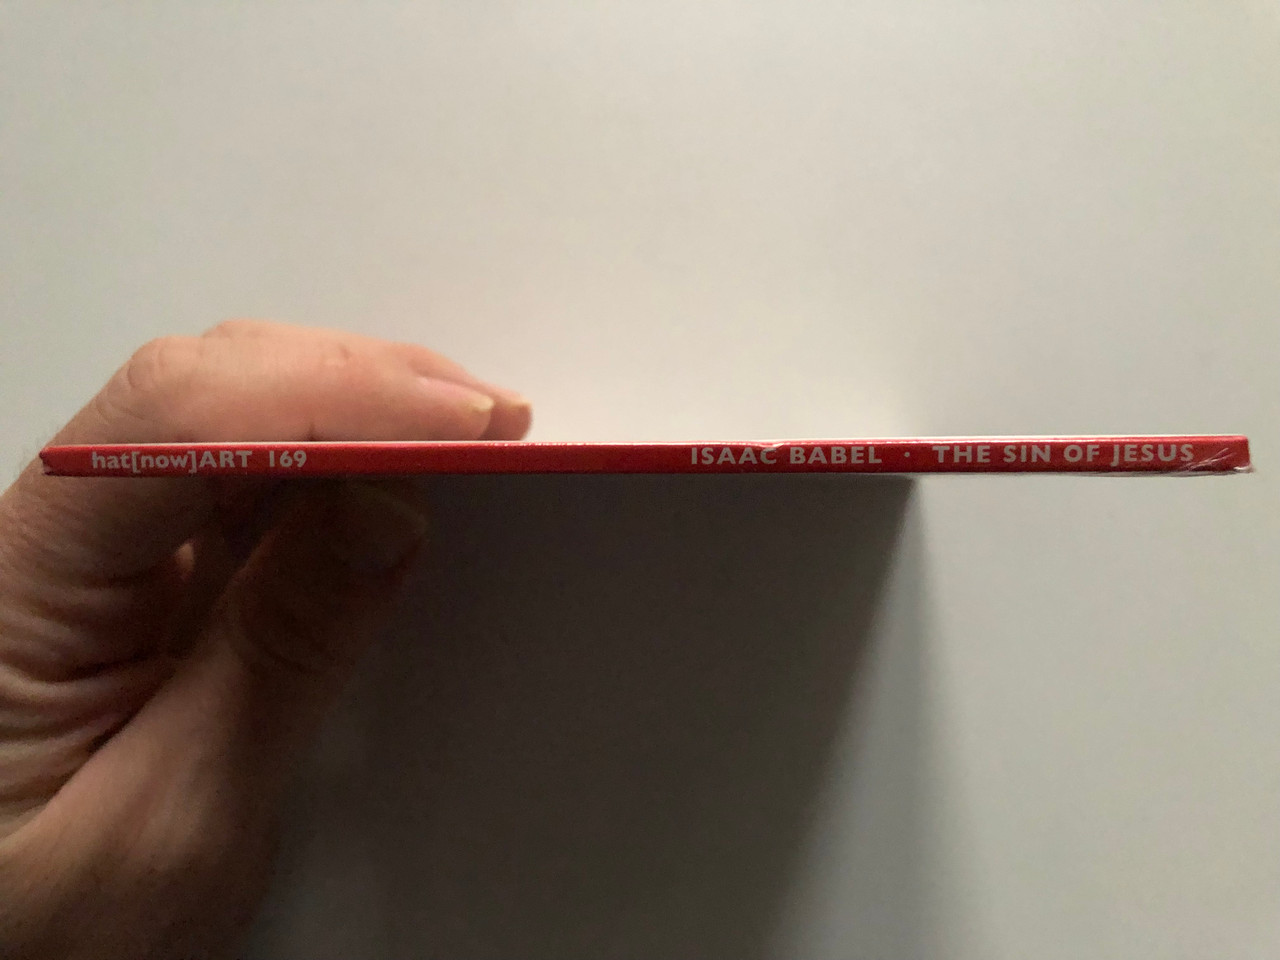 hat[now]ART 169 ISAAC BABEL · THE SIN OF JESUS